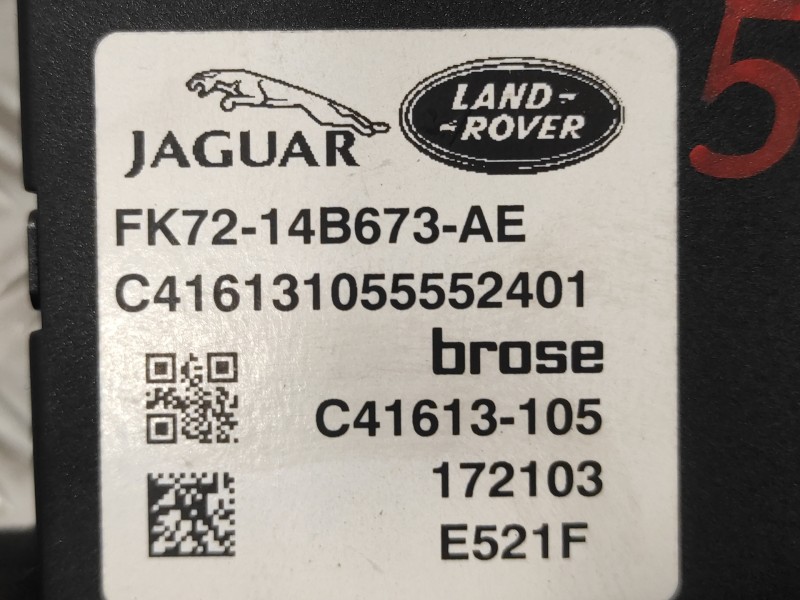 JAGUAR
LAND-
-ROVER
FK72-14B673-AE
C416131055552401
brose
C41613-105
172103
E521F
5